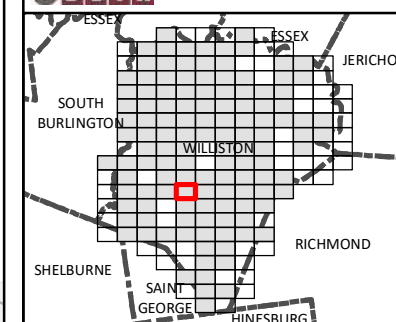 ESSEX
ESSEX
JERICHO
SOUTH
BURLINGTON
WILLISTON
RICHMOND
SHELBURNE
SAINT
GEORGE
HINESBURG